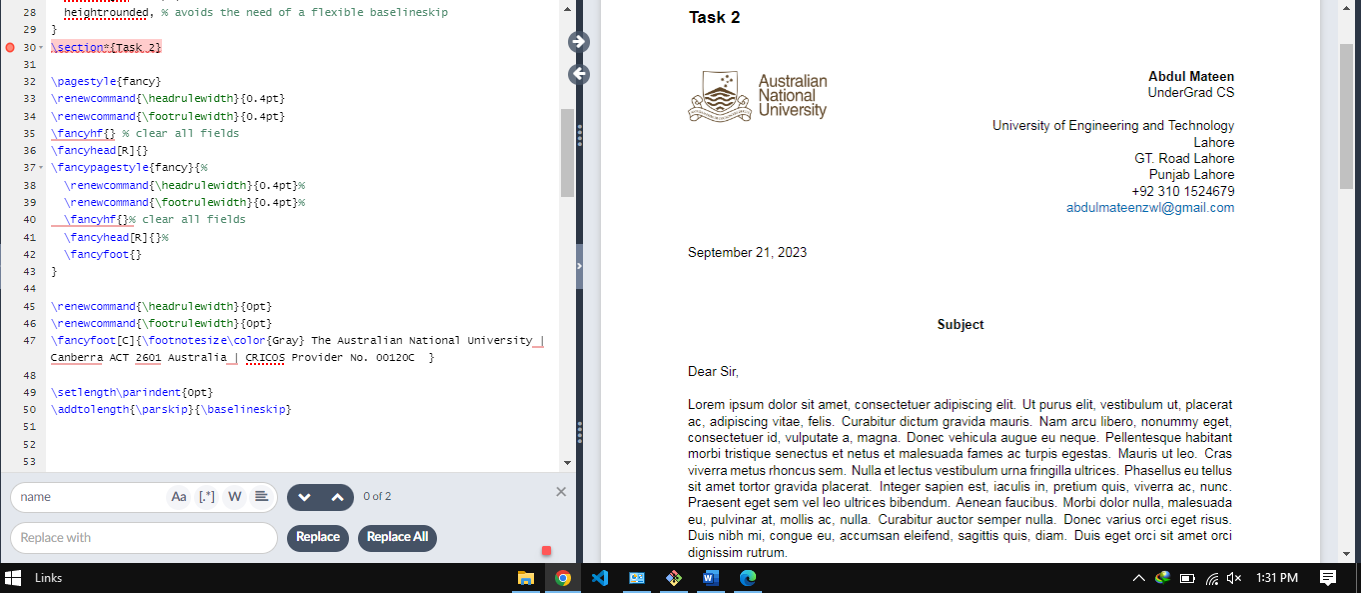 28 heightrounded, % avoids the need of a flexible baselineskip
29 }
30 \section*{Task 2}
31
32 \pagestyle{fancy}
33 \renewcommand{\headrulewidth}{0.4pt}
34 \renewcommand{\footrulewidth}{0.4pt}
35 \fancyhf{} % clear all fields
36 \fancyhead[R]{}
37 \fancypagestyle{fancy}{%
38 \renewcommand{\headrulewidth}{0.4pt}%
39 \renewcommand{\footrulewidth}{0.4pt}%
40 \fancyhf{}% clear all fields
41 \fancyhead[R]{}%
42 \fancyfoot{}
43 }
44
45 \renewcommand{\headrulewidth}{0pt}
46 \renewcommand{\footrulewidth}{0pt}
47 \fancyfoot[C]{\footnotesize\color{Gray} The Australian National University |
Canberra ACT 2601 Australia | CRICOS Provider No. 00120C }
48
49 \setlength\parindent{0pt}
50 \addtolength{\parskip}{\baselineskip}
51
52
53
name Aa [.*] W 0 of 2
Replace with Replace Replace All
Task 2
Australian
National
University
Abdul Mateen
UnderGrad CS
University of Engineering and Technology
Lahore
GT. Road Lahore
Punjab Lahore
+92 310 1524679
abdulmateenzwl@gmail.com
September 21, 2023
Subject
Dear Sir,
Lorem ipsum dolor sit amet, consectetuer adipiscing elit. Ut purus elit, vestibulum ut, placerat
ac, adipiscing vitae, felis. Curabitur dictum gravida mauris. Nam arcu libero, nonummy eget,
consectetuer id, vulputate a, magna. Donec vehicula augue eu neque. Pellentesque habitant
morbi tristique senectus et netus et malesuada fames ac turpis egestas. Mauris ut leo. Cras
viverra metus rhoncus sem. Nulla et lectus vestibulum urna fringilla ultrices. Phasellus eu tellus
sit amet tortor gravida placerat. Integer sapien est, iaculis in, pretium quis, viverra ac, nunc.
Praesent eget sem vel leo ultrices bibendum. Aenean faucibus. Morbi dolor nulla, malesuada
eu, pulvinar at, mollis ac, nulla. Curabitur auctor semper nulla. Donec varius orci eget risus.
Duis nibh mi, congue eu, accumsan eleifend, sagittis quis, diam. Duis eget orci sit amet orci
dignissim rutrum.
Links 1:31 PM